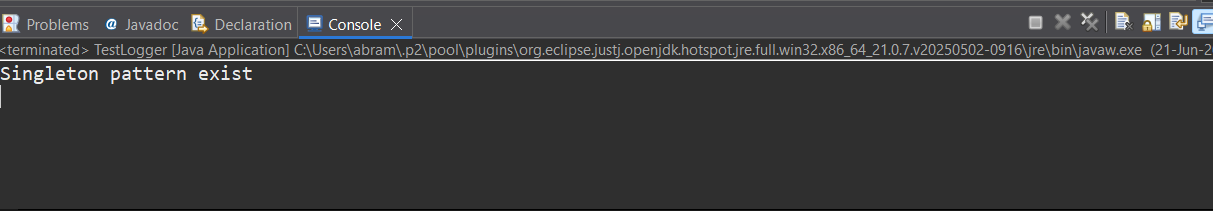 Problems @ Javadoc Declaration Console
<terminated> TestLogger [Java Application] C:\Users\abram\.p2\pool\plugins\org.eclipse.justj.openjdk.hotspot.jre.full.win32.x86_64_21.0.7.v20250502-0916\jre\bin\javaw.exe (21-Jun-2
Singleton pattern exist